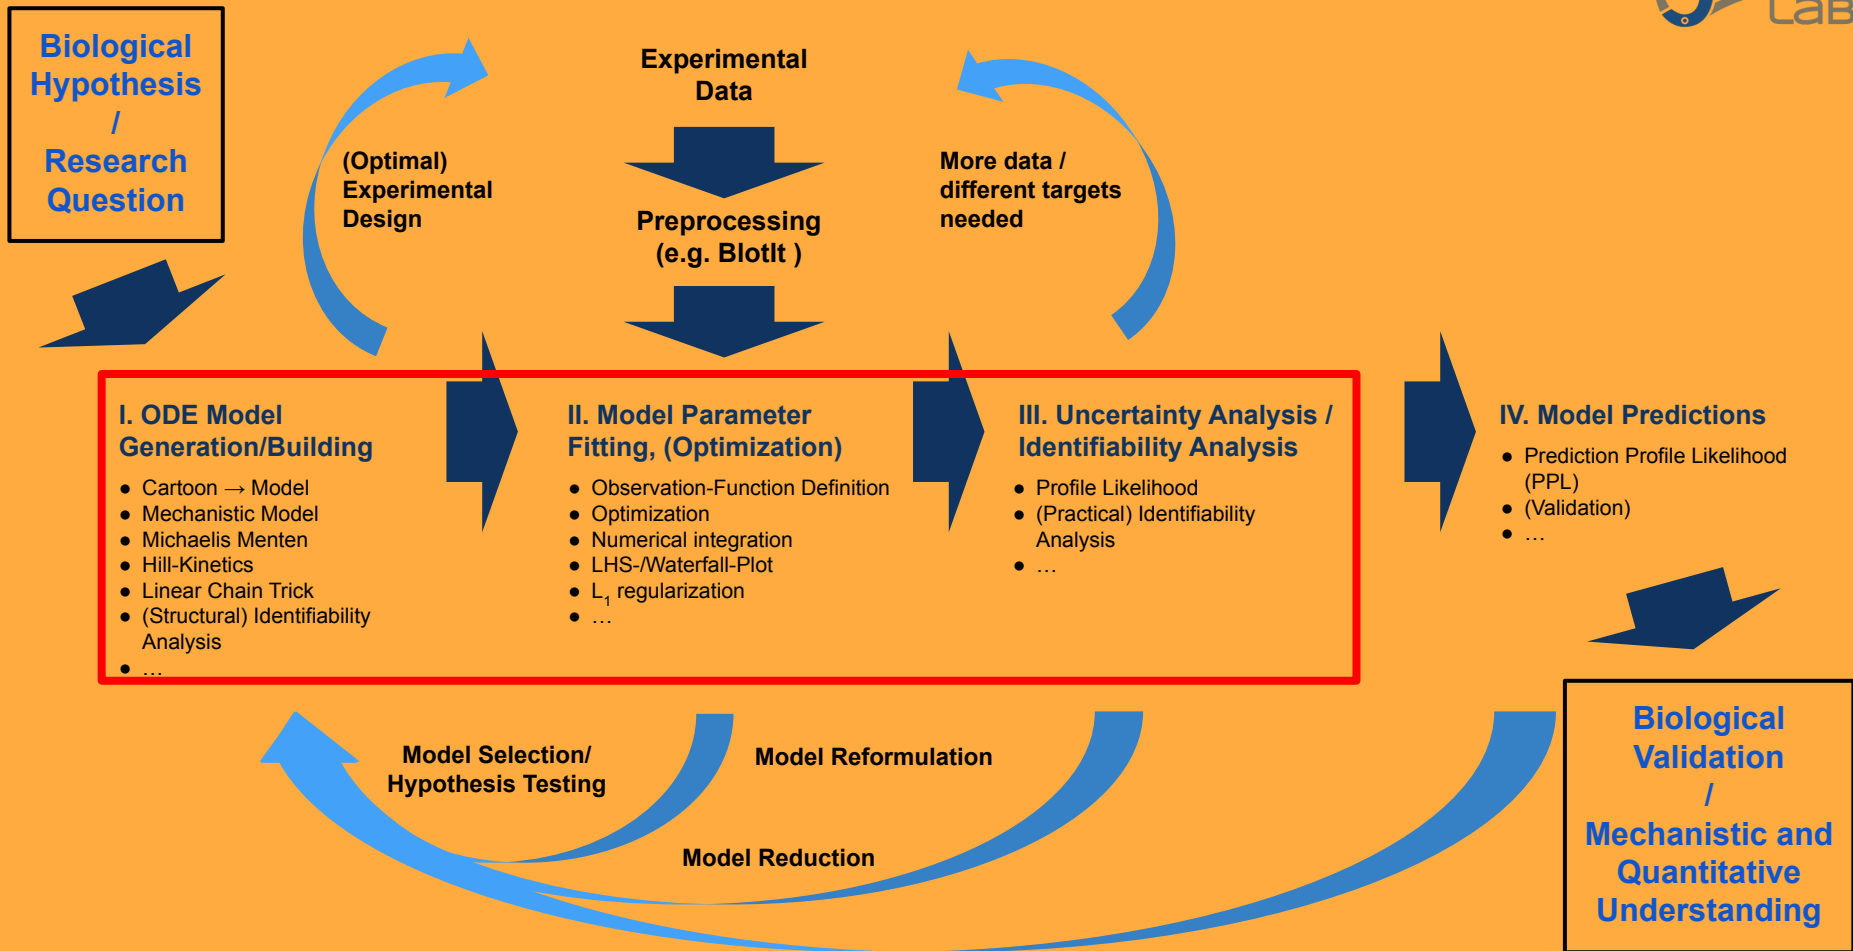 LaB
Biological
Hypothesis
/
Research
Question
Experimental
Data
(Optimal)
Experimental
Design
More data /
different targets
needed
Preprocessing
(e.g. BlotIt )
I. ODE Model
Generation/Building
● Cartoon → Model
● Mechanistic Model
● Michaelis Menten
● Hill-Kinetics
● Linear Chain Trick
● (Structural) Identifiability
Analysis
● …
II. Model Parameter
Fitting, (Optimization)
● Observation-Function Definition
● Optimization
● Numerical integration
● LHS-/Waterfall-Plot
● L1 regularization
● …
III. Uncertainty Analysis /
Identifiability Analysis
● Profile Likelihood
● (Practical) Identifiability
Analysis
● …
IV. Model Predictions
● Prediction Profile Likelihood
(PPL)
● (Validation)
● …
Model Selection/
Hypothesis Testing
Model Reformulation
Model Reduction
Biological
Validation
/
Mechanistic and
Quantitative
Understanding